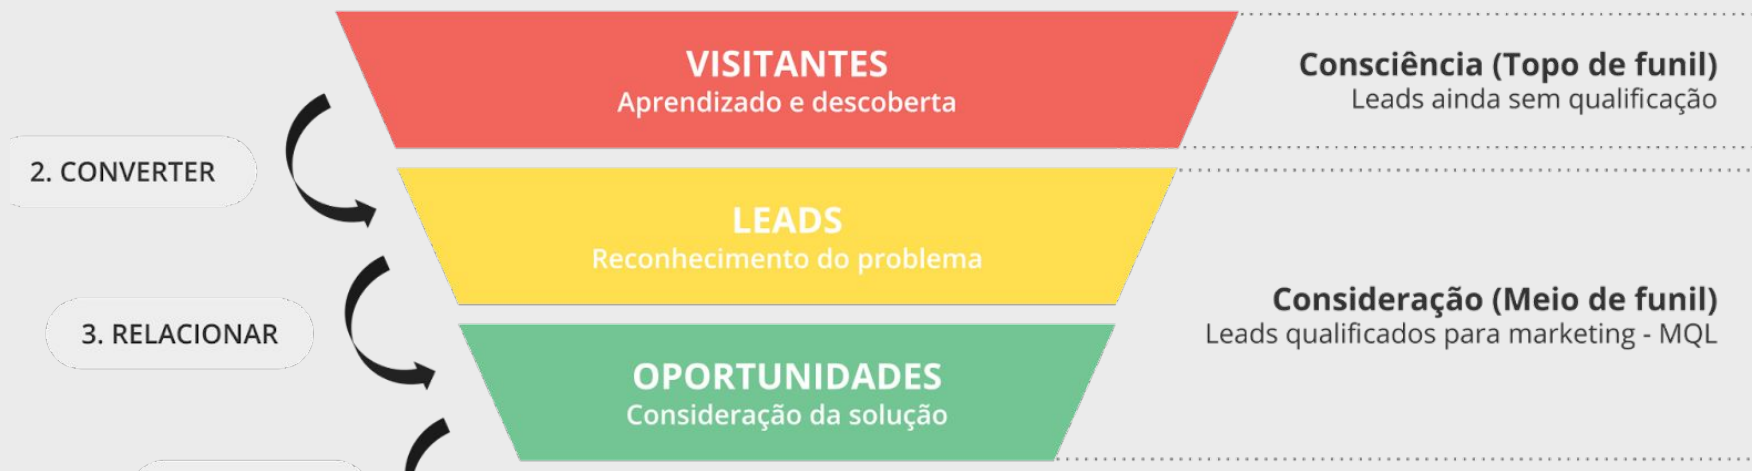 VISITANTES
Aprendizado e descoberta
Consciência (Topo de funil)
Leads ainda sem qualificação
2. CONVERTER
LEADS
Reconhecimento do problema
3. RELACIONAR
Consideração (Meio de funil)
Leads qualificados para marketing - MQL
OPORTUNIDADES
Consideração da solução